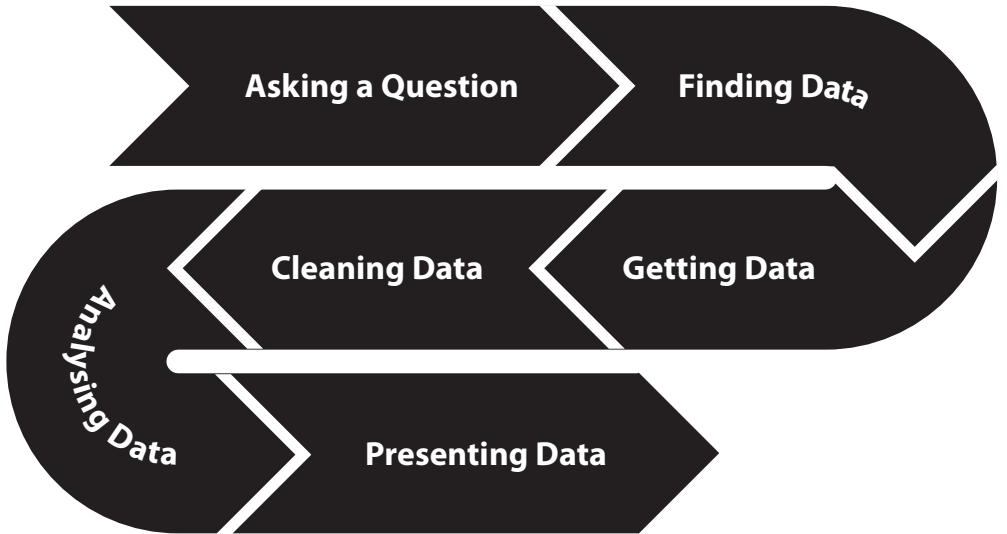 Asking a Question
Finding Data
Getting Data
Cleaning Data
Analysing Data
Presenting Data